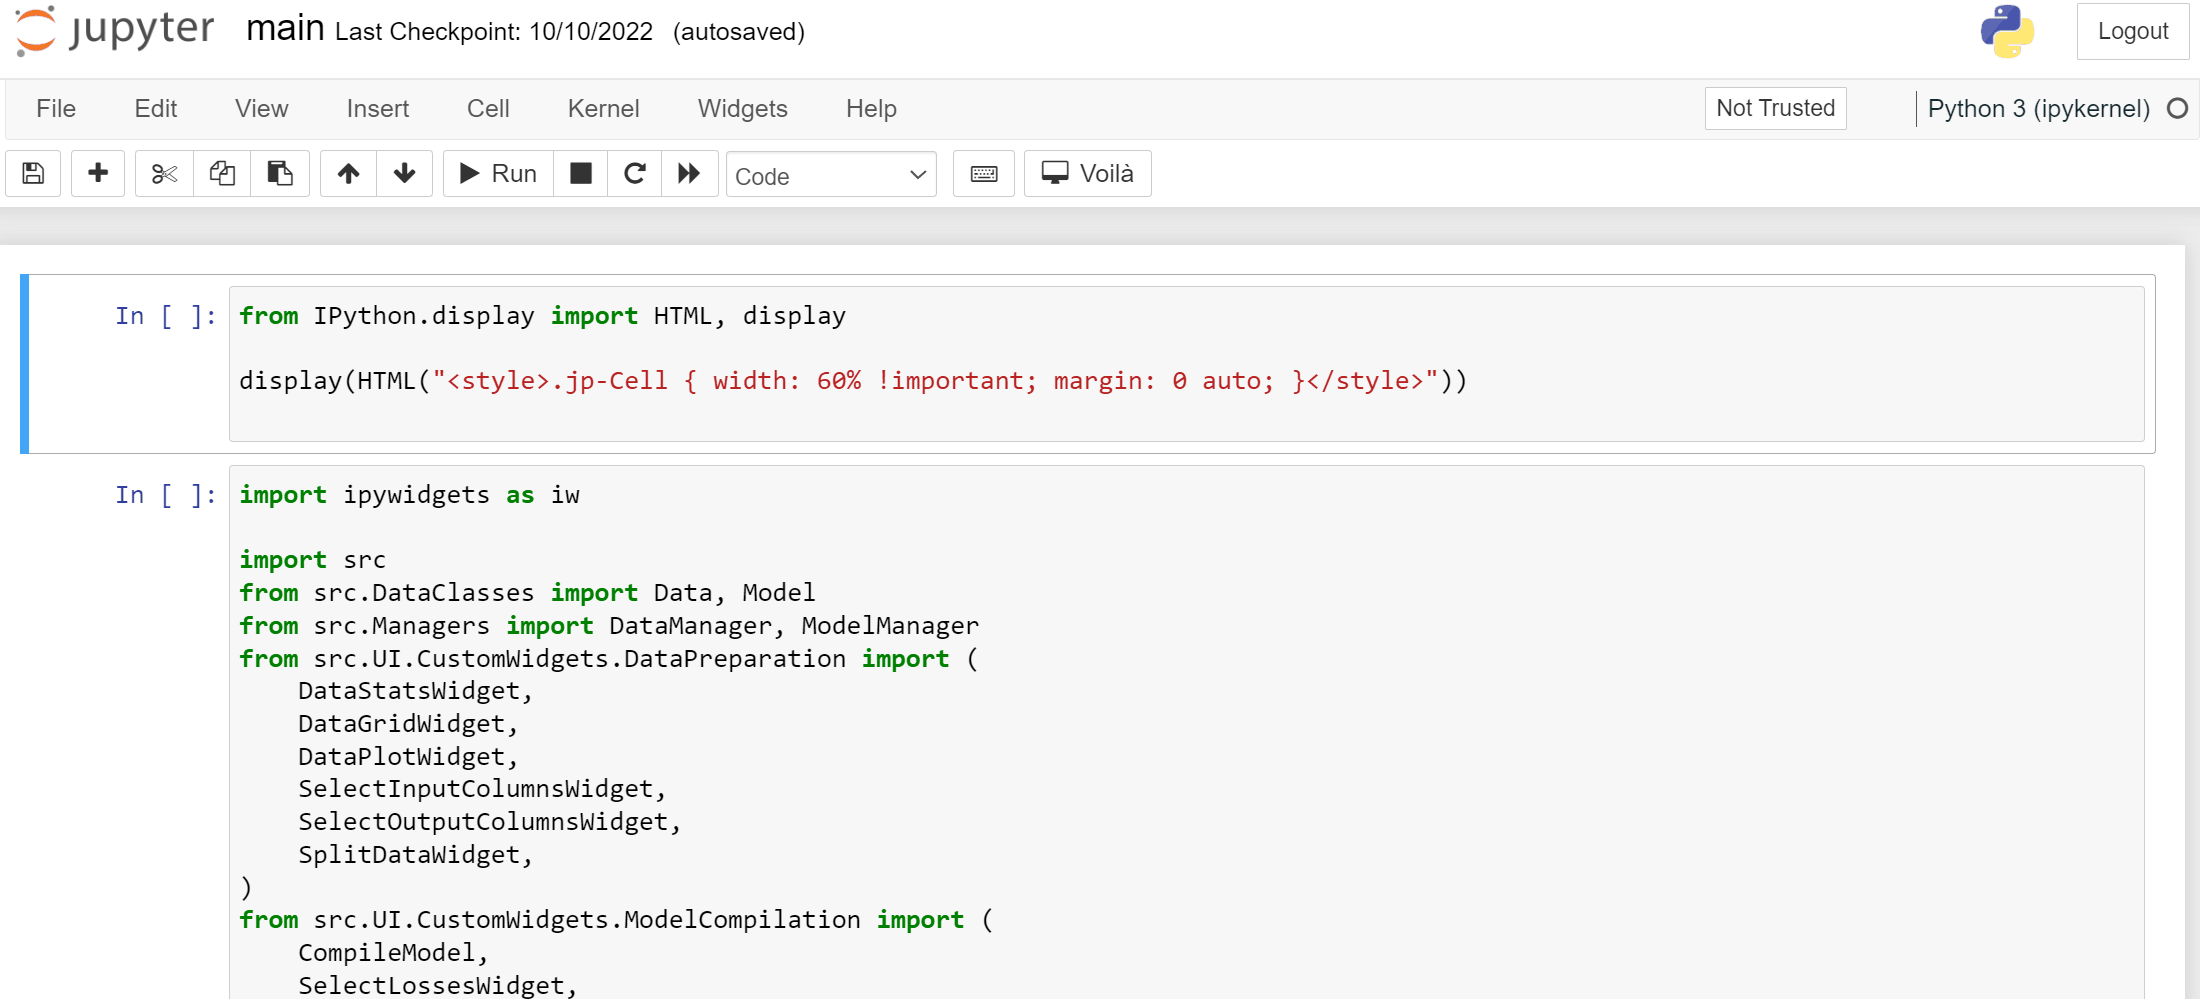 jupyter main Last Checkpoint: 10/10/2022 (autosaved) Logout
File Edit View Insert Cell Kernel Widgets Help Not Trusted Python 3 (ipykernel)
Run Code Voilà
In [ ]: from IPython.display import HTML, display
display(HTML("<style>.jp-Cell { width: 60% !important; margin: 0 auto; }</style>"))
In [ ]: import ipywidgets as iw
import src
from src.DataClasses import Data, Model
from src.Managers import DataManager, ModelManager
from src.UI.CustomWidgets.DataPreparation import (
    DataStatsWidget,
    DataGridWidget,
    DataPlotWidget,
    SelectInputColumnsWidget,
    SelectOutputColumnsWidget,
    SplitDataWidget,
)
from src.UI.CustomWidgets.ModelCompilation import (
    CompileModel,
    SelectLossesWidget,